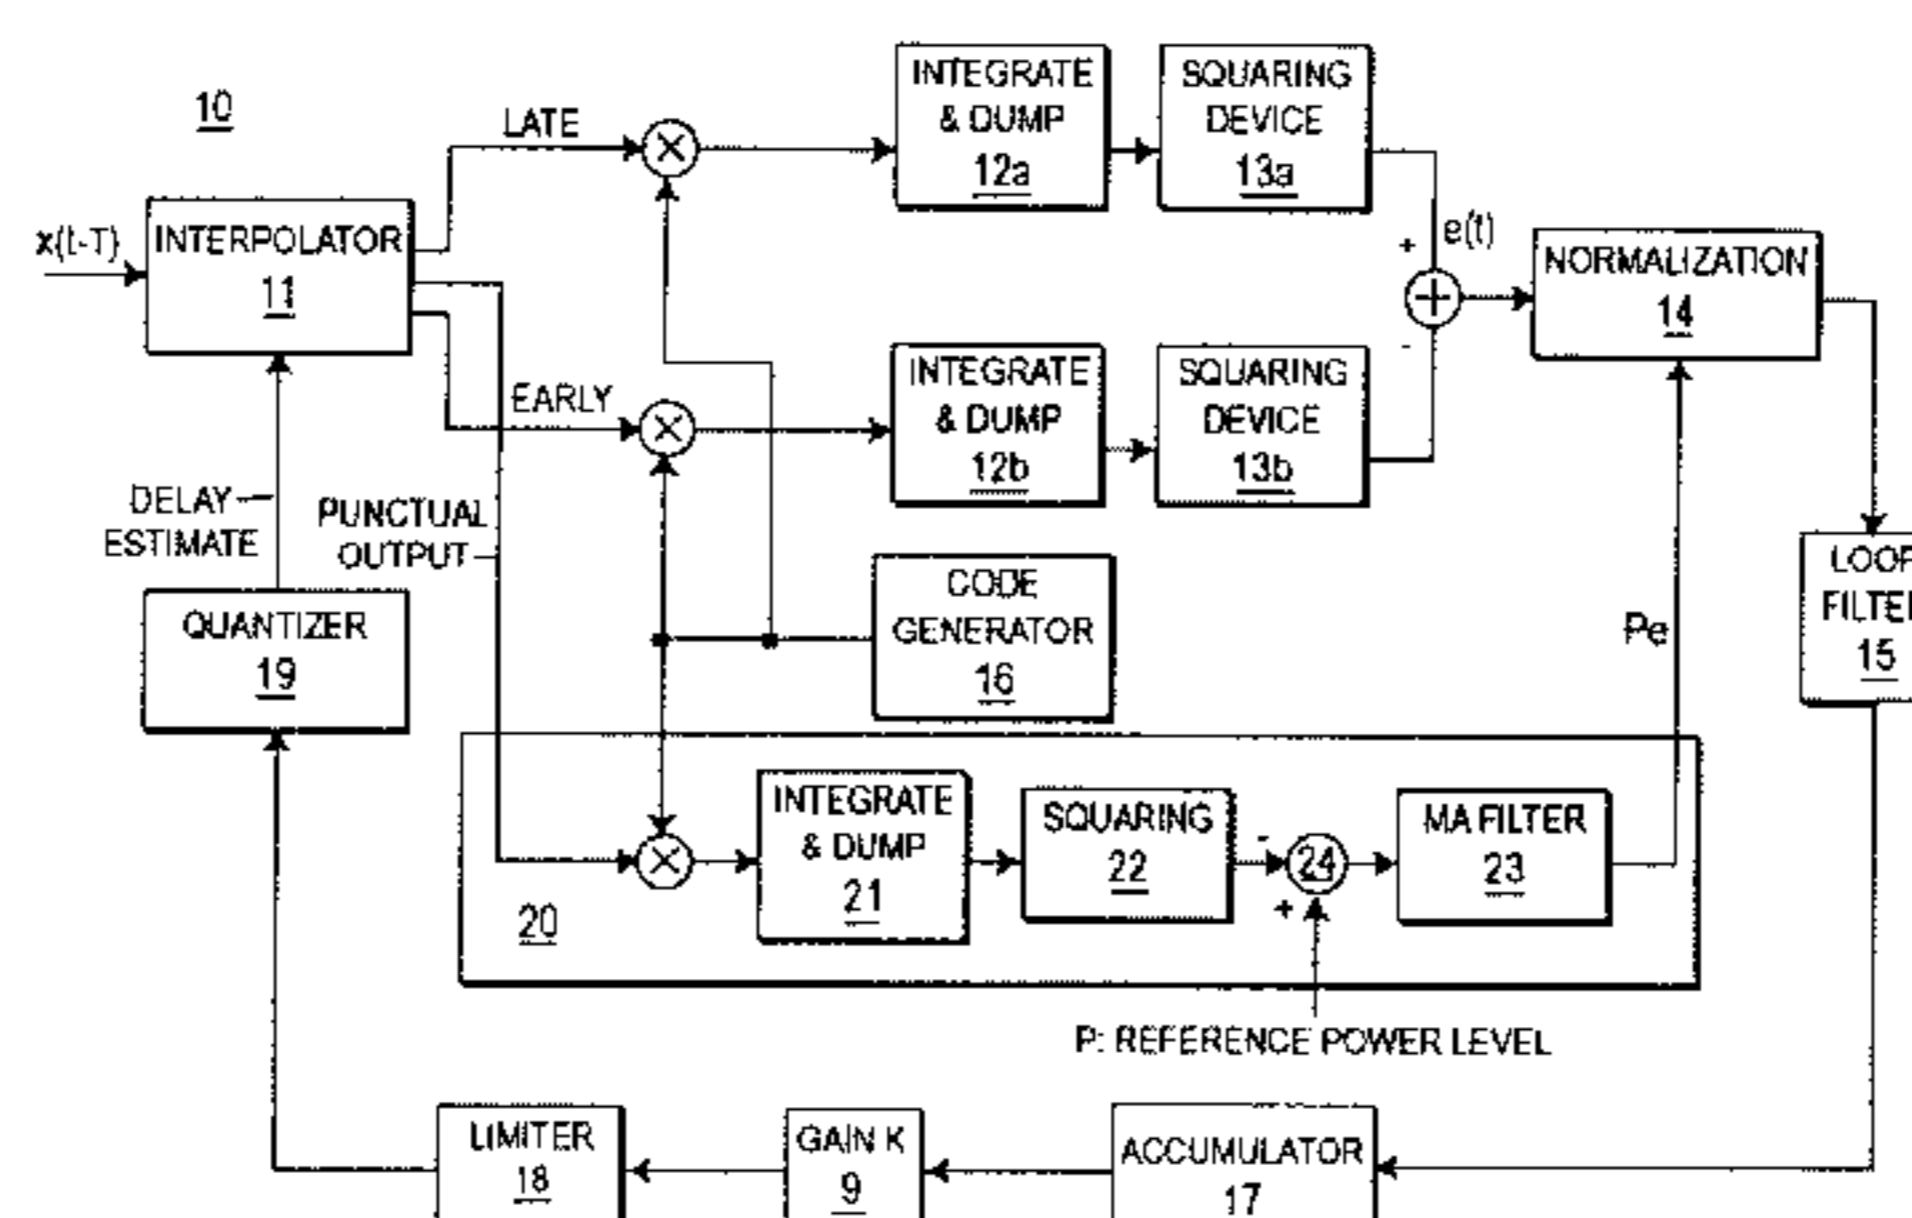 10
x(t-T)
INTERPOLATOR
11
LATE
INTEGRATE
& DUMP
12a
SQUARING
DEVICE
13a
+
e(t)
-
NORMALIZATION
14
EARLY
INTEGRATE
& DUMP
12b
SQUARING
DEVICE
13b
DELAY
ESTIMATE
PUNCTUAL
OUTPUT
QUANTIZER
19
CODE
GENERATOR
16
Pe
LOOP
FILTER
15
20
INTEGRATE
& DUMP
21
SQUARING
22
-
24
+
MA FILTER
23
P: REFERENCE POWER LEVEL
LIMITER
18
GAIN K
9
ACCUMULATOR
17